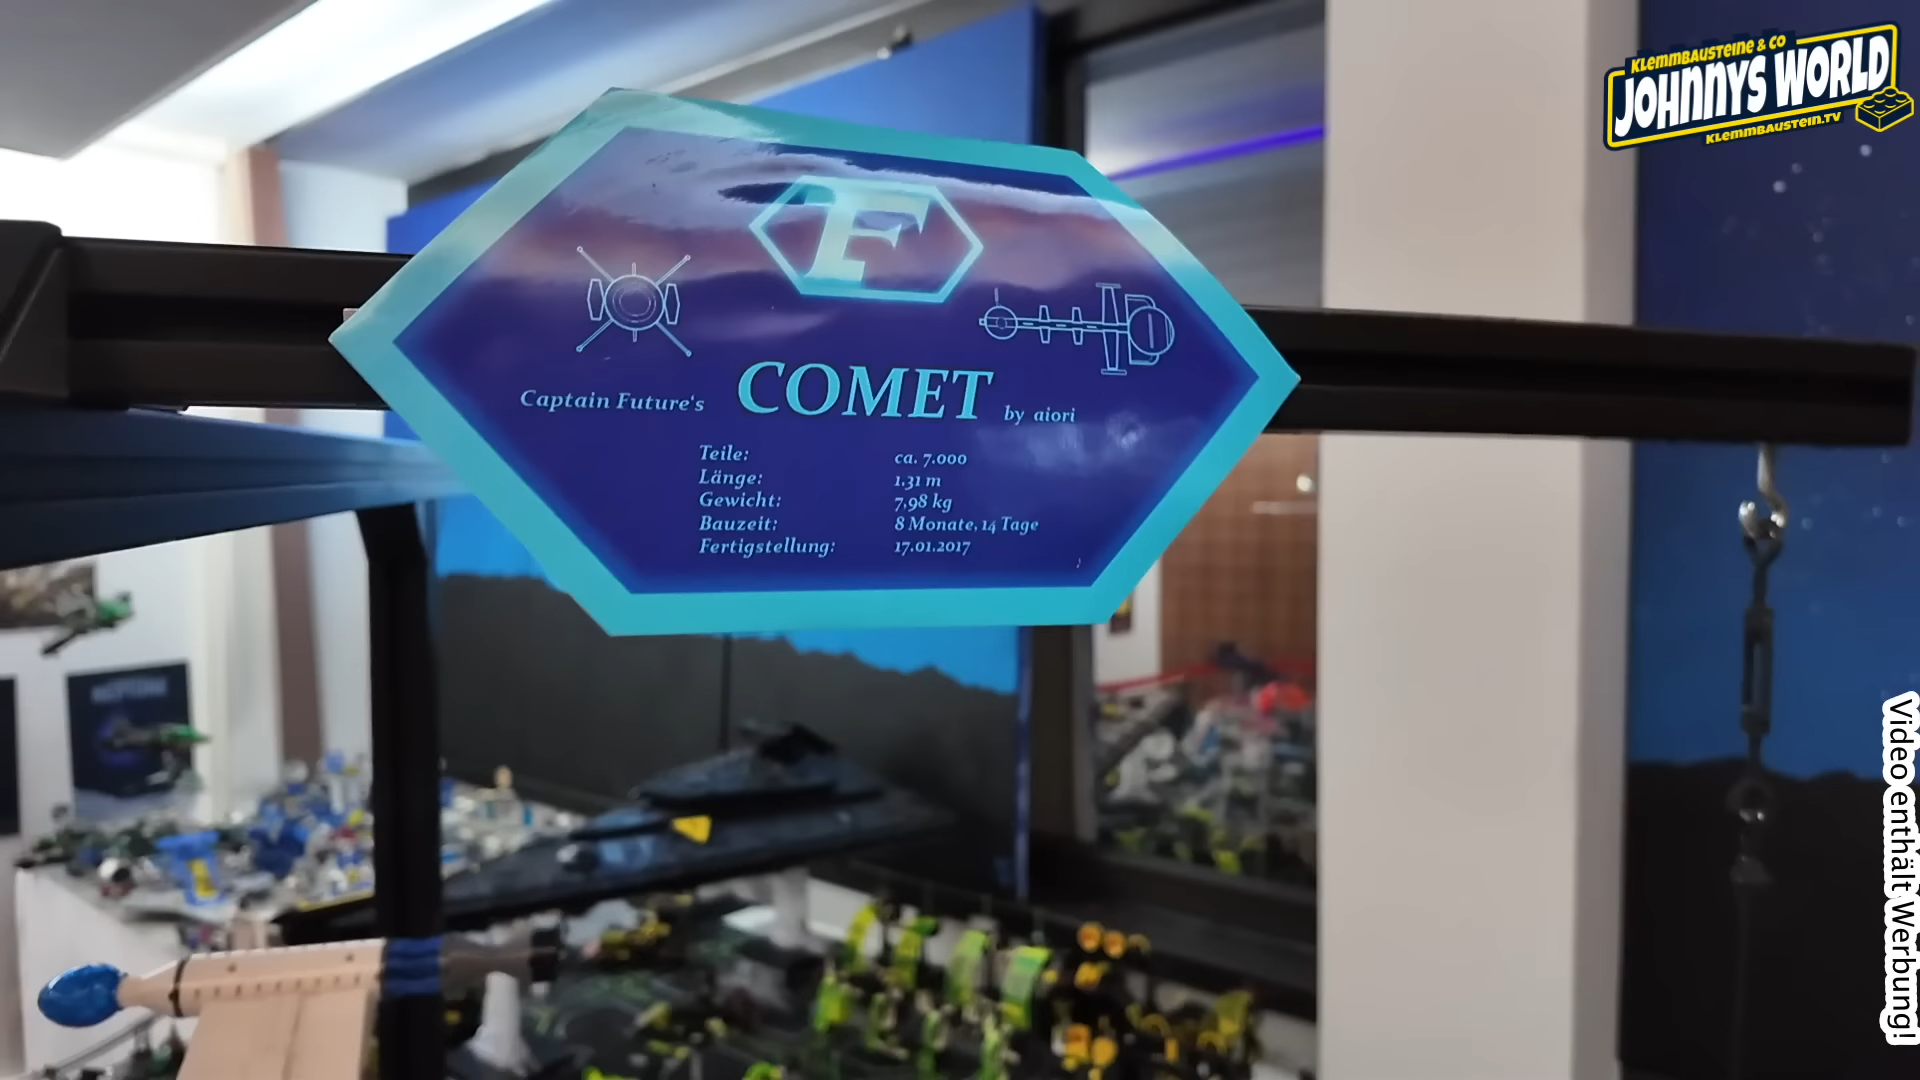 KLEMMBAUSTEINE & CO
JOHNNYS WORLD
KLEMMBAUSTEIN.TV
F
Captain Future's COMET by aiori
Teile: ca. 7.000
Länge: 1.31 m
Gewicht: 7,98 kg
Bauzeit: 8 Monate, 14 Tage
Fertigstellung: 17.01.2017
Video enthält Werbung!